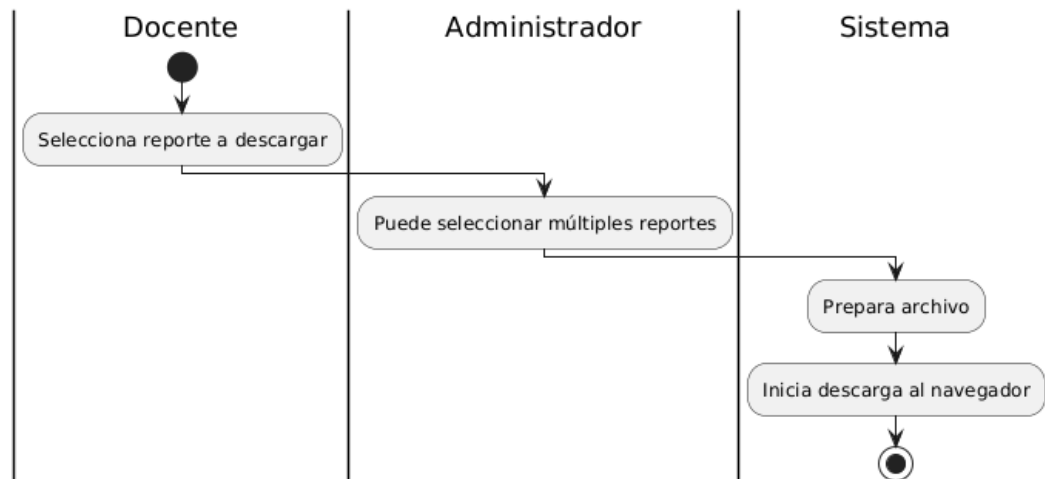 Docente
Administrador
Sistema
Selecciona reporte a descargar
Puede seleccionar múltiples reportes
Prepara archivo
Inicia descarga al navegador